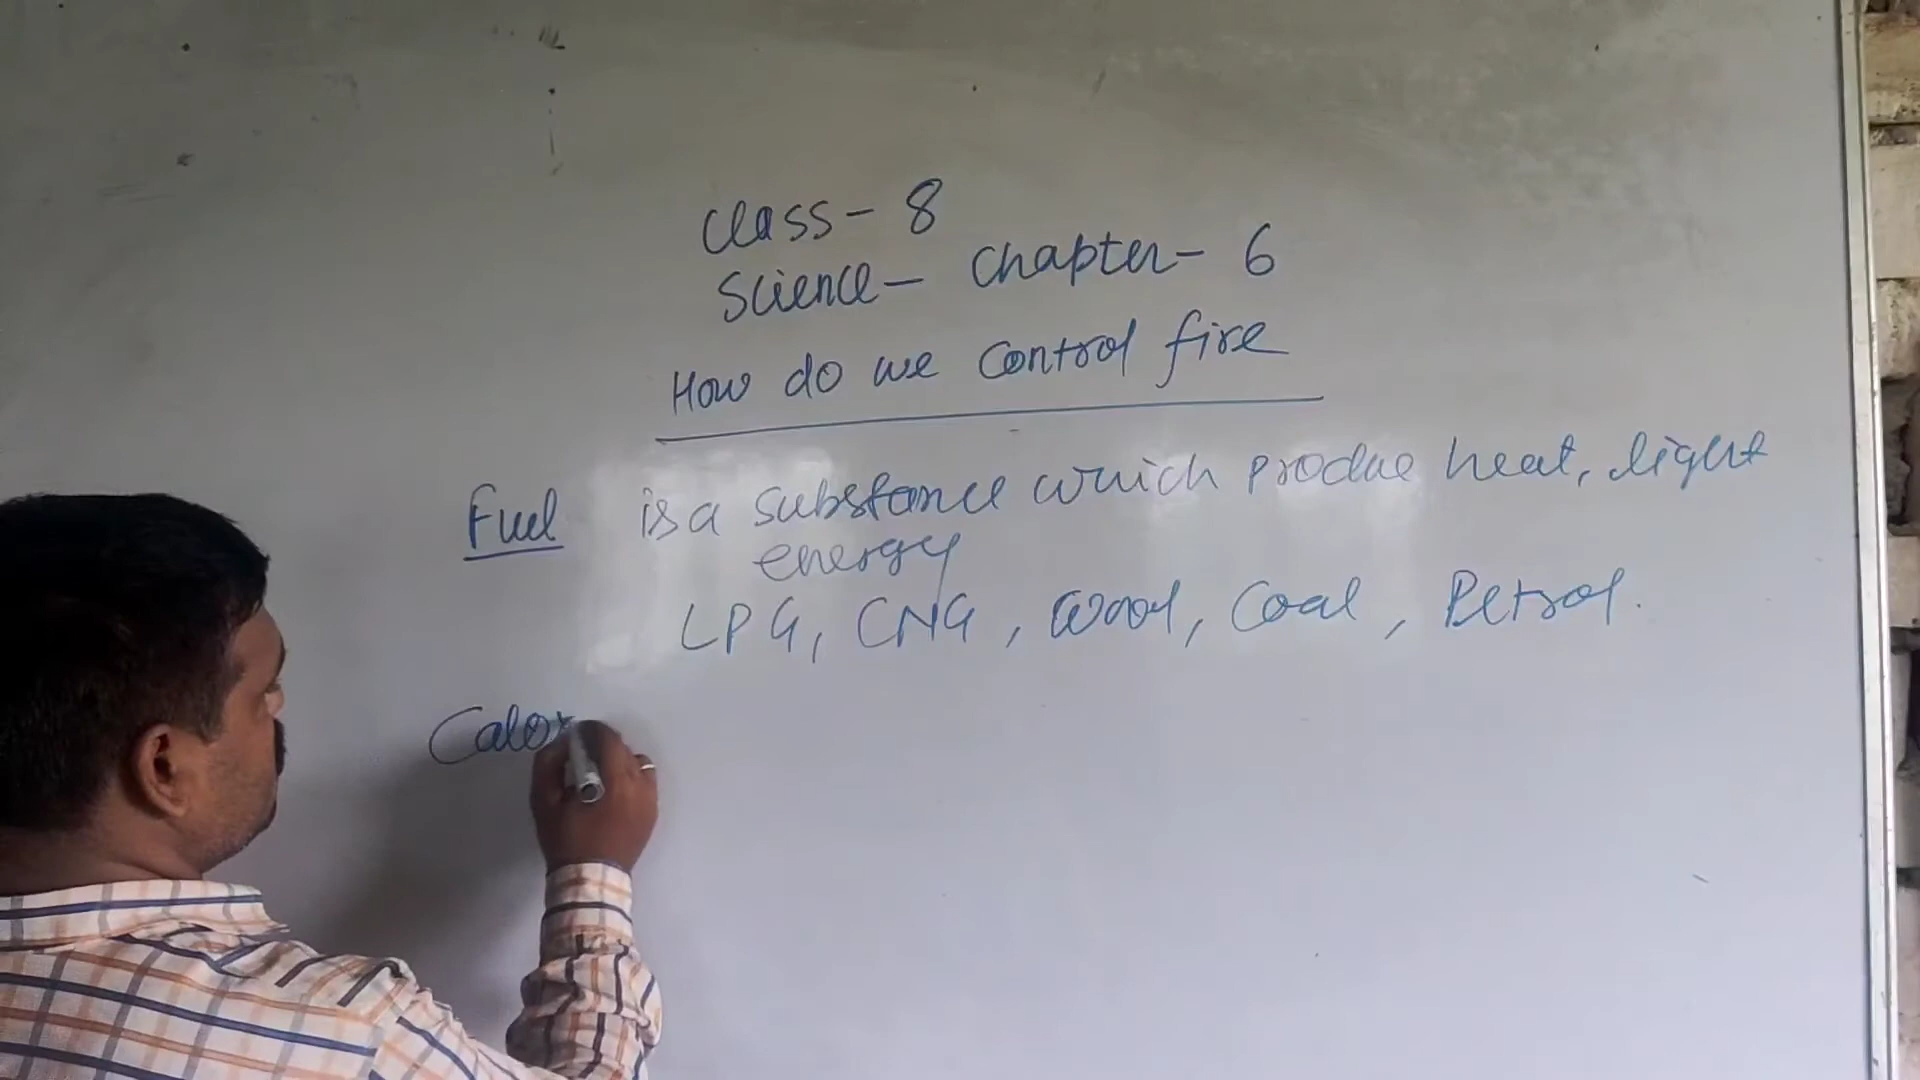 Class - 8
Science - Chapter - 6
How do we Control fire
Fuel is a substance which produce heat, light
energy
LPG, CNG, Wood, Coal, Petrol.
Calor